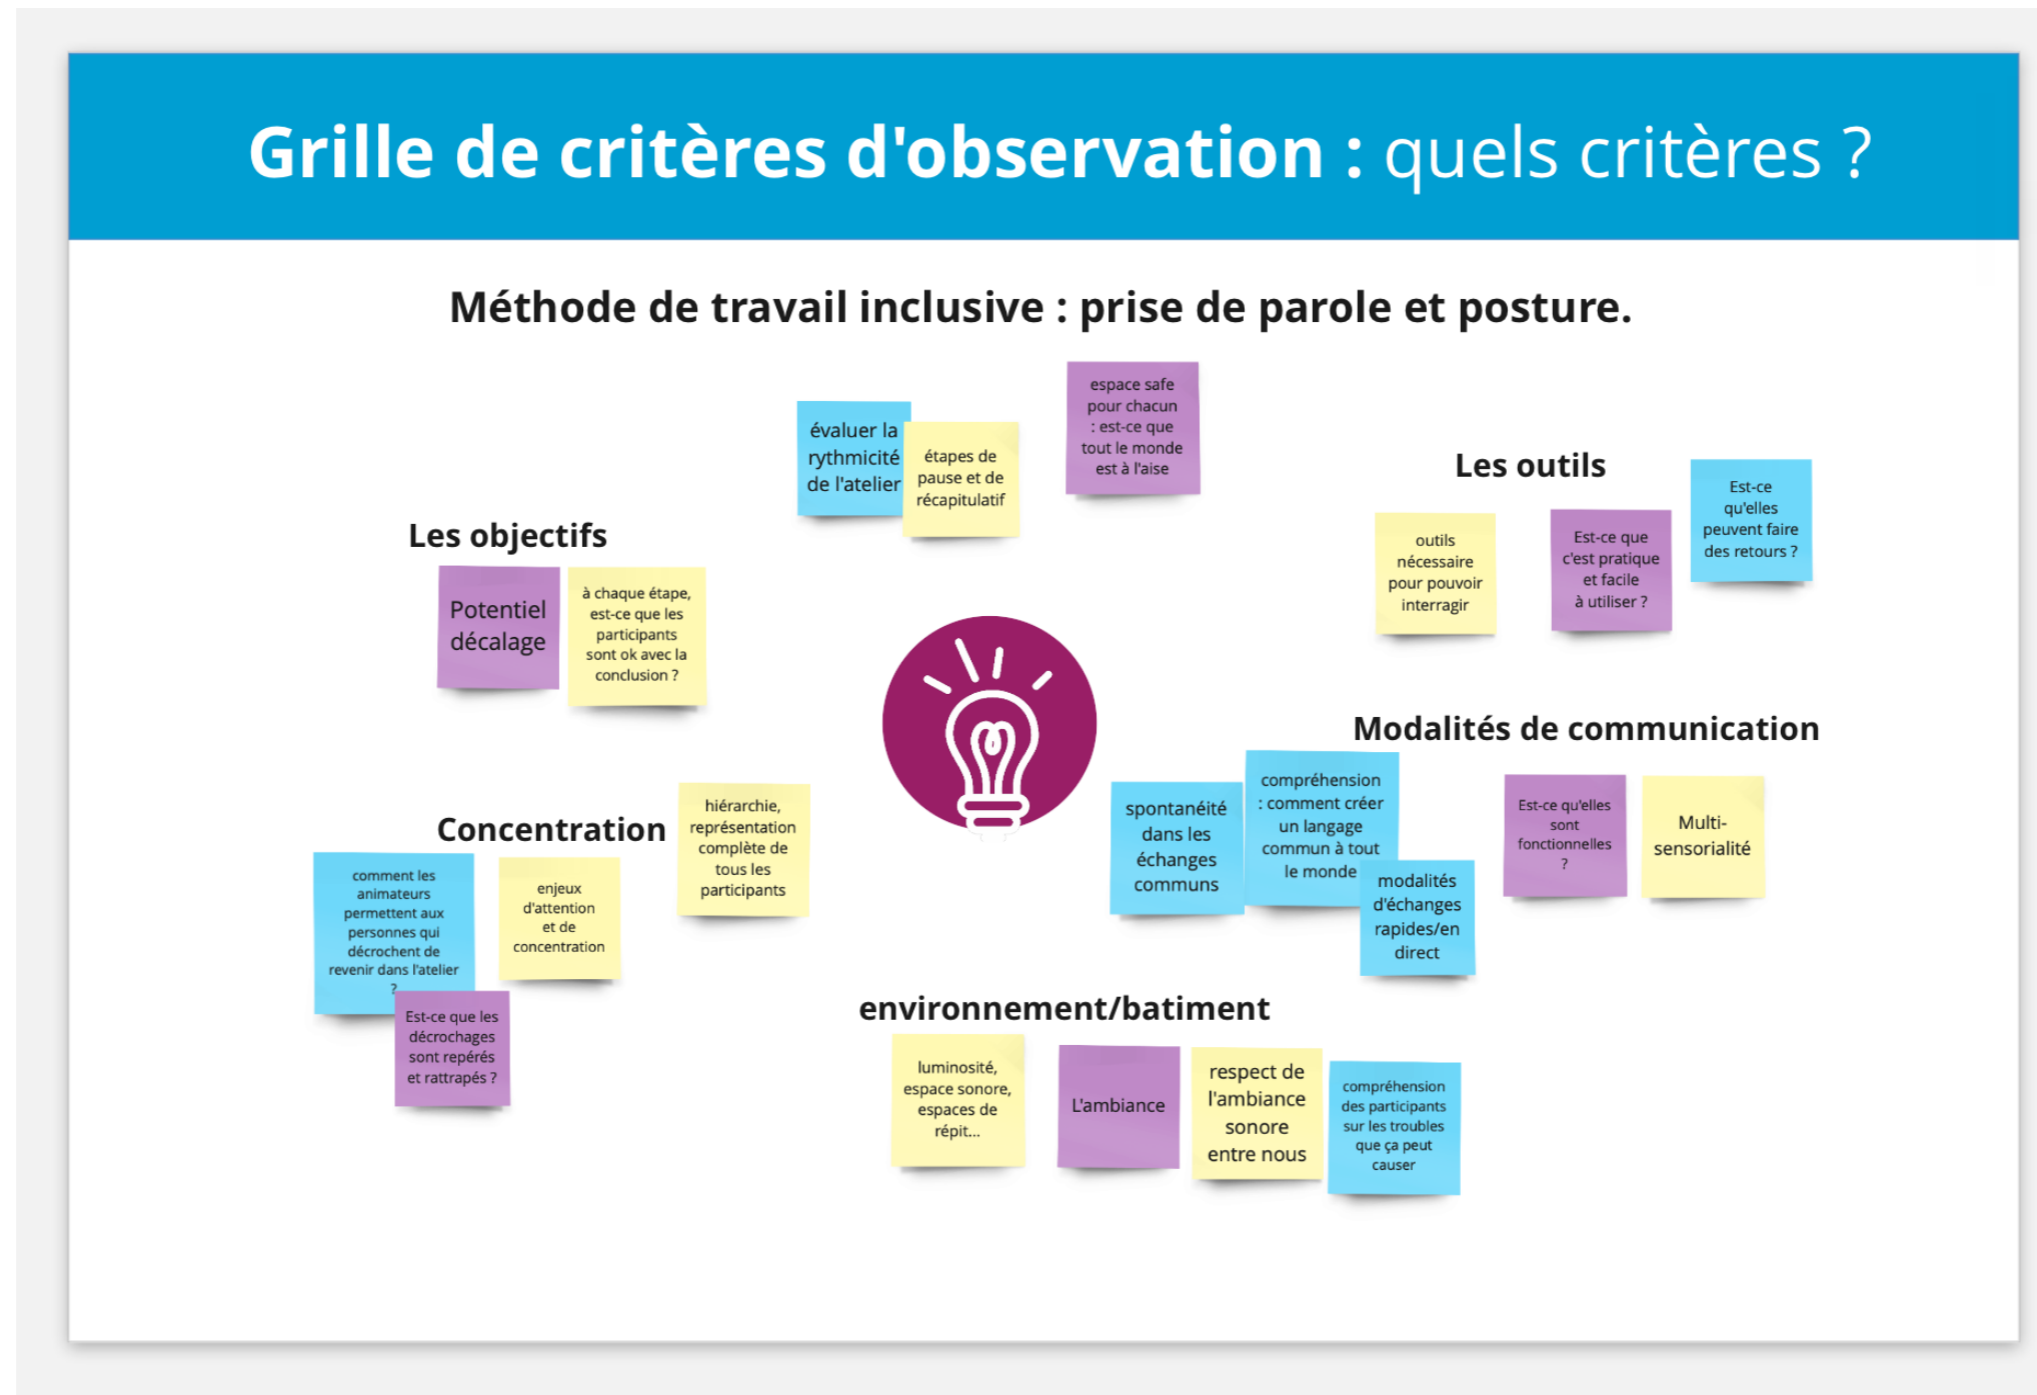 Grille de critères d'observation : quels critères ?
Méthode de travail inclusive : prise de parole et posture.
évaluer la
rythmicité
de l'atelier
étapes de
pause et de
récapitulatif
espace safe
pour chacun
: est-ce que
tout le monde
est à l'aise
Les outils
outils
nécessaire
pour pouvoir
interragir
Est-ce que
c'est pratique
et facile
à utiliser ?
Est-ce
qu'elles
peuvent faire
des retours ?
Les objectifs
Potentiel
décalage
à chaque étape,
est-ce que les
participants
sont ok avec la
conclusion ?
Modalités de communication
spontanéité
dans les
échanges
communs
compréhension
: comment créer
un langage
commun à tout
le monde
modalités
d'échanges
rapides/en
direct
Est-ce qu'elles
sont
fonctionnelles
?
Multi-
sensorialité
Concentration
hiérarchie,
représentation
complète de
tous les
participants
comment les
animateurs
permettent aux
personnes qui
décrochent de
revenir dans l'atelier
?
enjeux
d'attention
et de
concentration
Est-ce que les
décrochages
sont repérés
et rattrapés ?
environnement/batiment
luminosité,
espace sonore,
espaces de
répit...
L'ambiance
respect de
l'ambiance
sonore
entre nous
compréhension
des participants
sur les troubles
que ça peut
causer